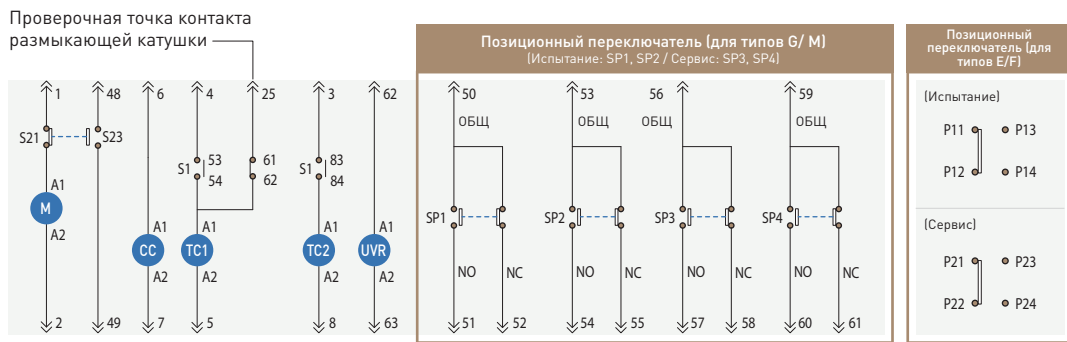 Проверочная точка контакта
размыкающей катушки
Позиционный переключатель (для типов G/ M)
(Испытание: SP1, SP2 / Сервис: SP3, SP4)
Позиционный
переключатель (для
типов E/F)
1 48 6 4 25 3 62 50 53 56 59
ОБЩ ОБЩ ОБЩ ОБЩ
(Испытание)
P11 P13
P12 P14
S21 S23 S1 53 61 S1 83
54 62 84
A1 M A2
SP1 SP2 SP3 SP4
(Сервис)
A1 A1 A1 A1
CC TC1 TC2 UVR
A2 A2 A2 A2
NO NC NO NC NO NC NO NC
P21 P23
P22 P24
2 49 7 5 8 63 51 52 54 55 57 58 60 61